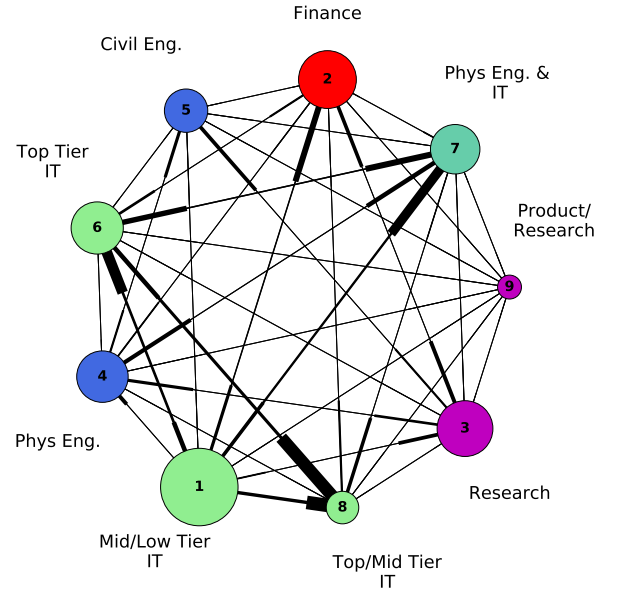 Finance
Civil Eng.
Phys Eng. &
IT
2
5
7
Top Tier
IT
6
Product/
Research
9
4
Phys Eng.
3
Research
1
8
Mid/Low Tier
IT
Top/Mid Tier
IT